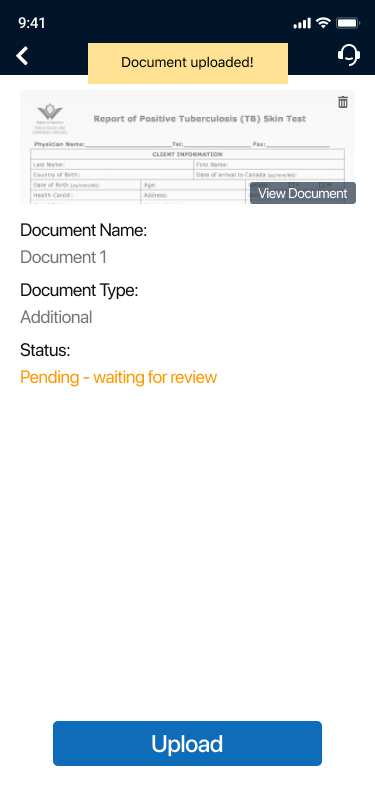 9:41
Document uploaded!
Report of Positive Tuberculosis (TB) Skin Test
Physician Name: Tel: Fax:
CLIENT INFORMATION
Last Name: First Name:
Country of Birth: Date of arrival to Canada (yy/mm/dd):
Date of Birth (yy/mm/dd): Age:
Health Card#: Address:
View Document
Document Name:
Document 1
Document Type:
Additional
Status:
Pending - waiting for review
Upload